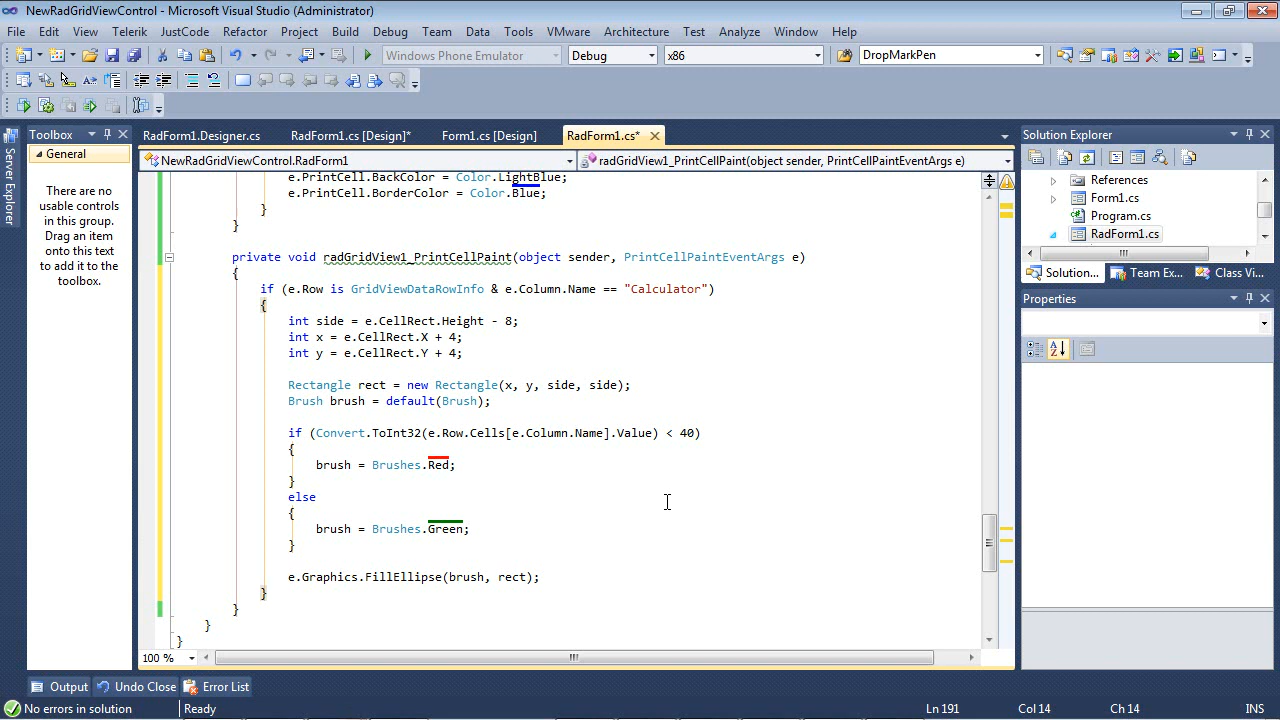 NewRadGridViewControl - Microsoft Visual Studio (Administrator)
File Edit View Telerik JustCode Refactor Project Build Debug Team Data Tools VMware Architecture Test Analyze Window Help
Windows Phone Emulator Debug x86 DropMarkPen
Toolbox
General
There are no
usable controls
in this group.
Drag an item
onto this text
to add it to the
toolbox.
Server Explorer
RadForm1.Designer.cs RadForm1.cs [Design]* Form1.cs [Design] RadForm1.cs*
NewRadGridViewControl.RadForm1 radGridView1_PrintCellPaint(object sender, PrintCellPaintEventArgs e)
e.PrintCell.BackColor = Color.LightBlue;
e.PrintCell.BorderColor = Color.Blue;
}
}
private void radGridView1_PrintCellPaint(object sender, PrintCellPaintEventArgs e)
{
if (e.Row is GridViewDataRowInfo & e.Column.Name == "Calculator")
{
int side = e.CellRect.Height - 8;
int x = e.CellRect.X + 4;
int y = e.CellRect.Y + 4;
Rectangle rect = new Rectangle(x, y, side, side);
Brush brush = default(Brush);
if (Convert.ToInt32(e.Row.Cells[e.Column.Name].Value) < 40)
{
brush = Brushes.Red;
}
else
{
brush = Brushes.Green;
}
e.Graphics.FillEllipse(brush, rect);
}
}
}
}
100 %
Solution Explorer
References
Form1.cs
Program.cs
RadForm1.cs
Solution... Team Ex... Class Vi...
Properties
Output Undo Close Error List
No errors in solution Ready Ln 191 Col 14 Ch 14 INS